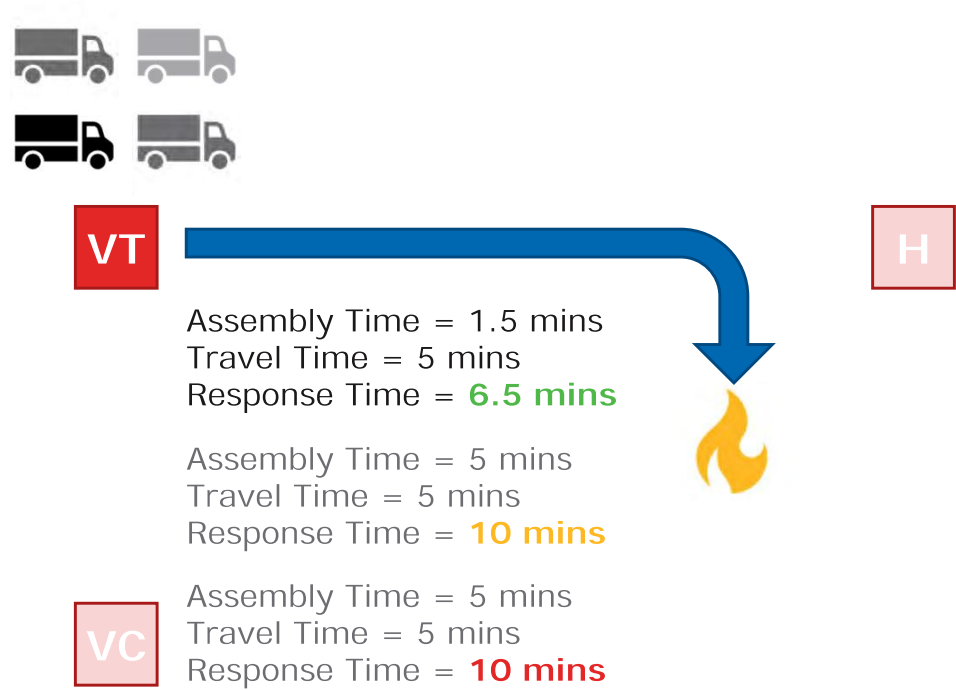 VT
H
Assembly Time = 1.5 mins
Travel Time = 5 mins
Response Time = 6.5 mins
Assembly Time = 5 mins
Travel Time = 5 mins
Response Time = 10 mins
VC
Assembly Time = 5 mins
Travel Time = 5 mins
Response Time = 10 mins